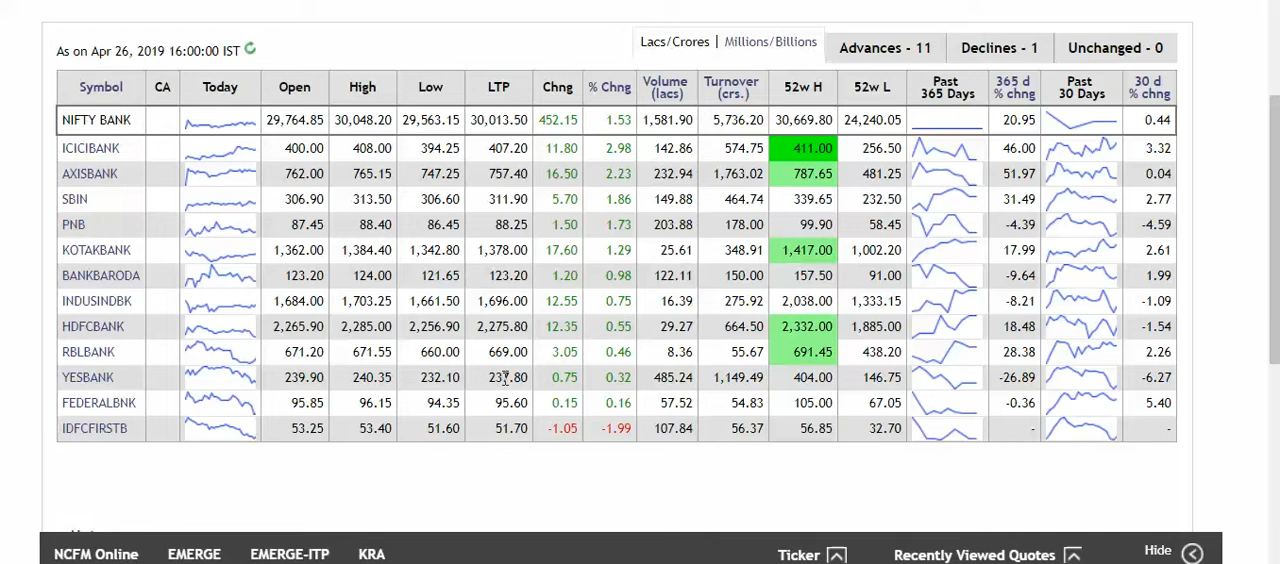 As on Apr 26, 2019 16:00:00 IST
Lacs/Crores | Millions/Billions
Advances - 11 Declines - 1 Unchanged - 0
Symbol CA Today Open High Low LTP Chng % Chng Volume (lacs) Turnover (crs.) 52w H 52w L Past 365 Days 365 d % chng Past 30 Days 30 d % chng
NIFTY BANK 29,764.85 30,048.20 29,563.15 30,013.50 452.15 1.53 1,581.90 5,736.20 30,669.80 24,240.05 20.95 0.44
ICICIBANK 400.00 408.00 394.25 407.20 11.80 2.98 142.86 574.75 411.00 256.50 46.00 3.32
AXISBANK 762.00 765.15 747.25 757.40 16.50 2.23 232.94 1,763.02 787.65 481.25 51.97 0.04
SBIN 306.90 313.50 306.60 311.90 5.70 1.86 149.88 464.74 339.65 232.50 31.49 2.77
PNB 87.45 88.40 86.45 88.25 1.50 1.73 203.88 178.00 99.90 58.45 -4.39 -4.59
KOTAKBANK 1,362.00 1,384.40 1,342.80 1,378.00 17.60 1.29 25.61 348.91 1,417.00 1,002.20 17.99 2.61
BANKBARODA 123.20 124.00 121.65 123.20 1.20 0.98 122.11 150.00 157.50 91.00 -9.64 1.99
INDUSINDBK 1,684.00 1,703.25 1,661.50 1,696.00 12.55 0.75 16.39 275.92 2,038.00 1,333.15 -8.21 -1.09
HDFCBANK 2,265.90 2,285.00 2,256.90 2,275.80 12.35 0.55 29.27 664.50 2,332.00 1,885.00 18.48 -1.54
RBLBANK 671.20 671.55 660.00 669.00 3.05 0.46 8.36 55.67 691.45 438.20 28.38 2.26
YESBANK 239.90 240.35 232.10 237.80 0.75 0.32 485.24 1,149.49 404.00 146.75 -26.89 -6.27
FEDERALBNK 95.85 96.15 94.35 95.60 0.15 0.16 57.52 54.83 105.00 67.05 -0.36 5.40
IDFCFIRSTB 53.25 53.40 51.60 51.70 -1.05 -1.99 107.84 56.37 56.85 32.70 - -
NCFM Online EMERGE EMERGE-ITP KRA Ticker Recently Viewed Quotes Hide